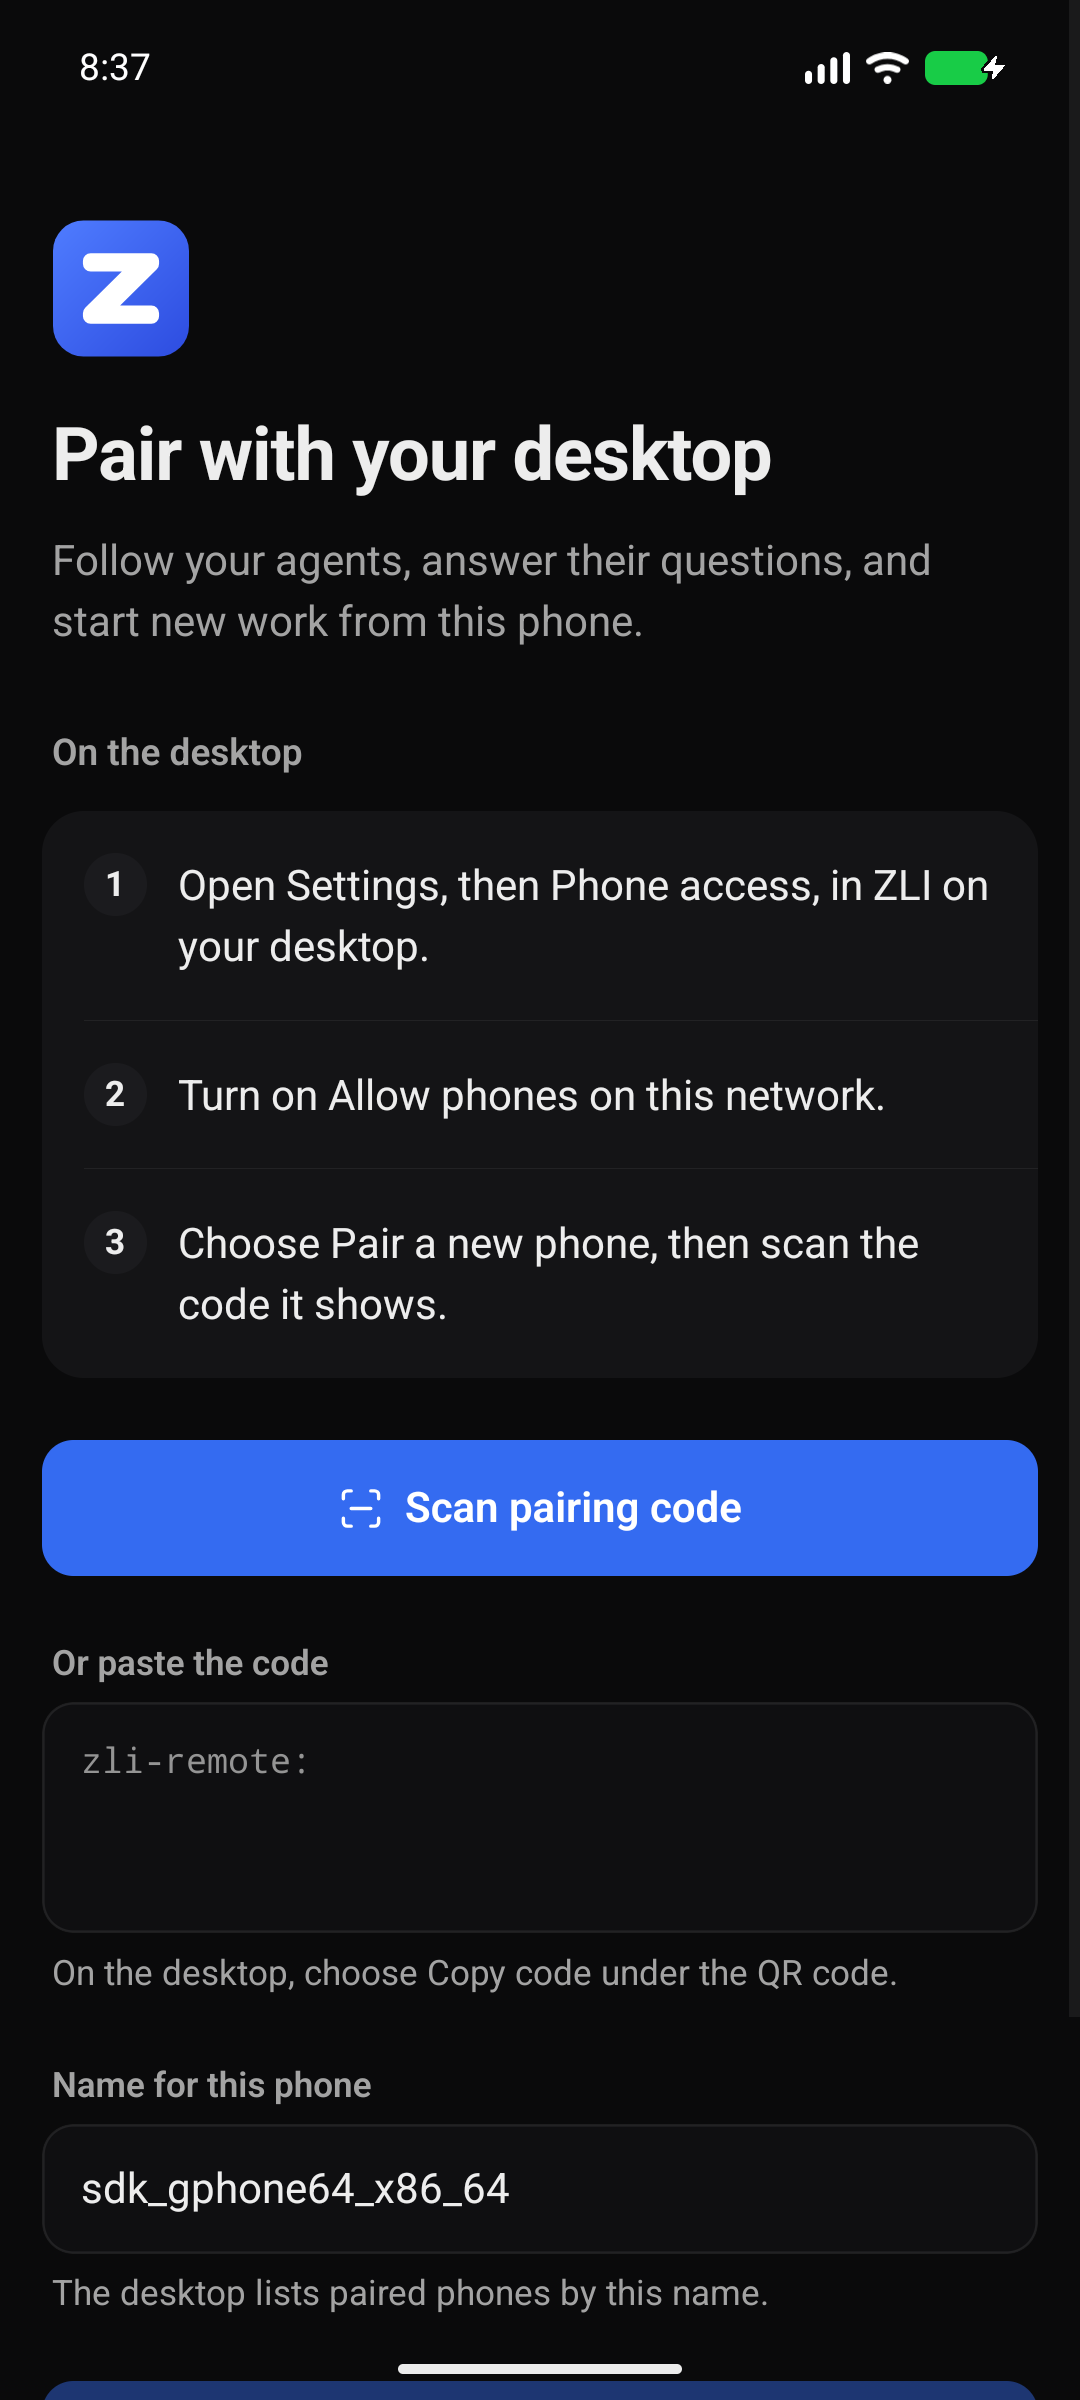 8:37
Z
Pair with your desktop
Follow your agents, answer their questions, and
start new work from this phone.
On the desktop
1 Open Settings, then Phone access, in ZLI on
your desktop.
2 Turn on Allow phones on this network.
3 Choose Pair a new phone, then scan the
code it shows.
Scan pairing code
Or paste the code
zli-remote:
On the desktop, choose Copy code under the QR code.
Name for this phone
sdk_gphone64_x86_64
The desktop lists paired phones by this name.